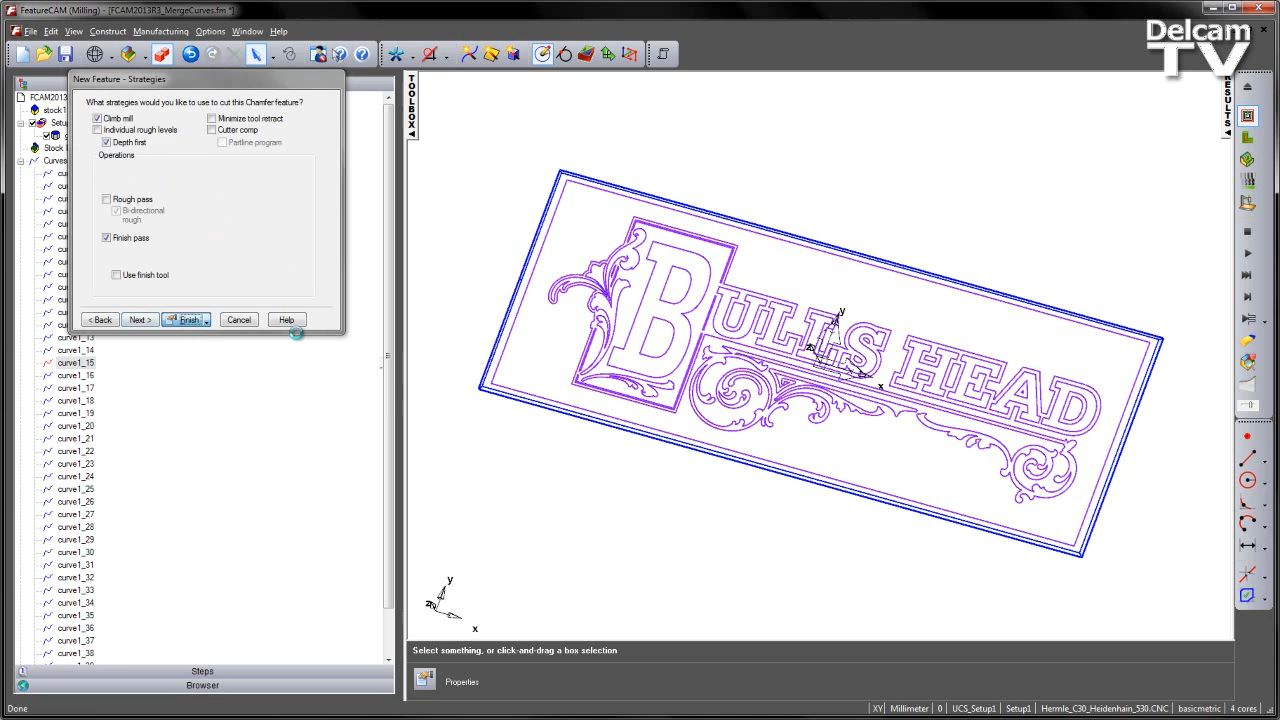 FeatureCAM (Milling) - [FCAM2013R3_MergeCurves.fm *]
File Edit View Construct Manufacturing Options Window Help
Delcam
TV
New Feature - Strategies
What strategies would you like to use to cut this Chamfer feature?
Climb mill
Minimize tool retract
Individual rough levels
Cutter comp
Depth first
Partline program
Operations
Rough pass
Bi-directional
rough
Finish pass
Use finish tool
< Back
Next >
Finish
Cancel
Help
FCAM2013
stock1
Setu
Stock
Curves
curve1_13
curve1_14
curve1_15
curve1_16
curve1_17
curve1_18
curve1_19
curve1_20
curve1_21
curve1_22
curve1_23
curve1_24
curve1_25
curve1_26
curve1_27
curve1_28
curve1_29
curve1_30
curve1_31
curve1_32
curve1_33
curve1_34
curve1_35
curve1_36
curve1_37
curve1_38
Steps
Browser
TOOLBOX
RESULTS
BULLS HEAD
y
x
y
x
Select something, or click-and-drag a box selection
Properties
Done
XY Millimeter 0 UCS_Setup1 Setup1 Hermle_C30_Heidenhain_530.CNC basicmetric 4 cores